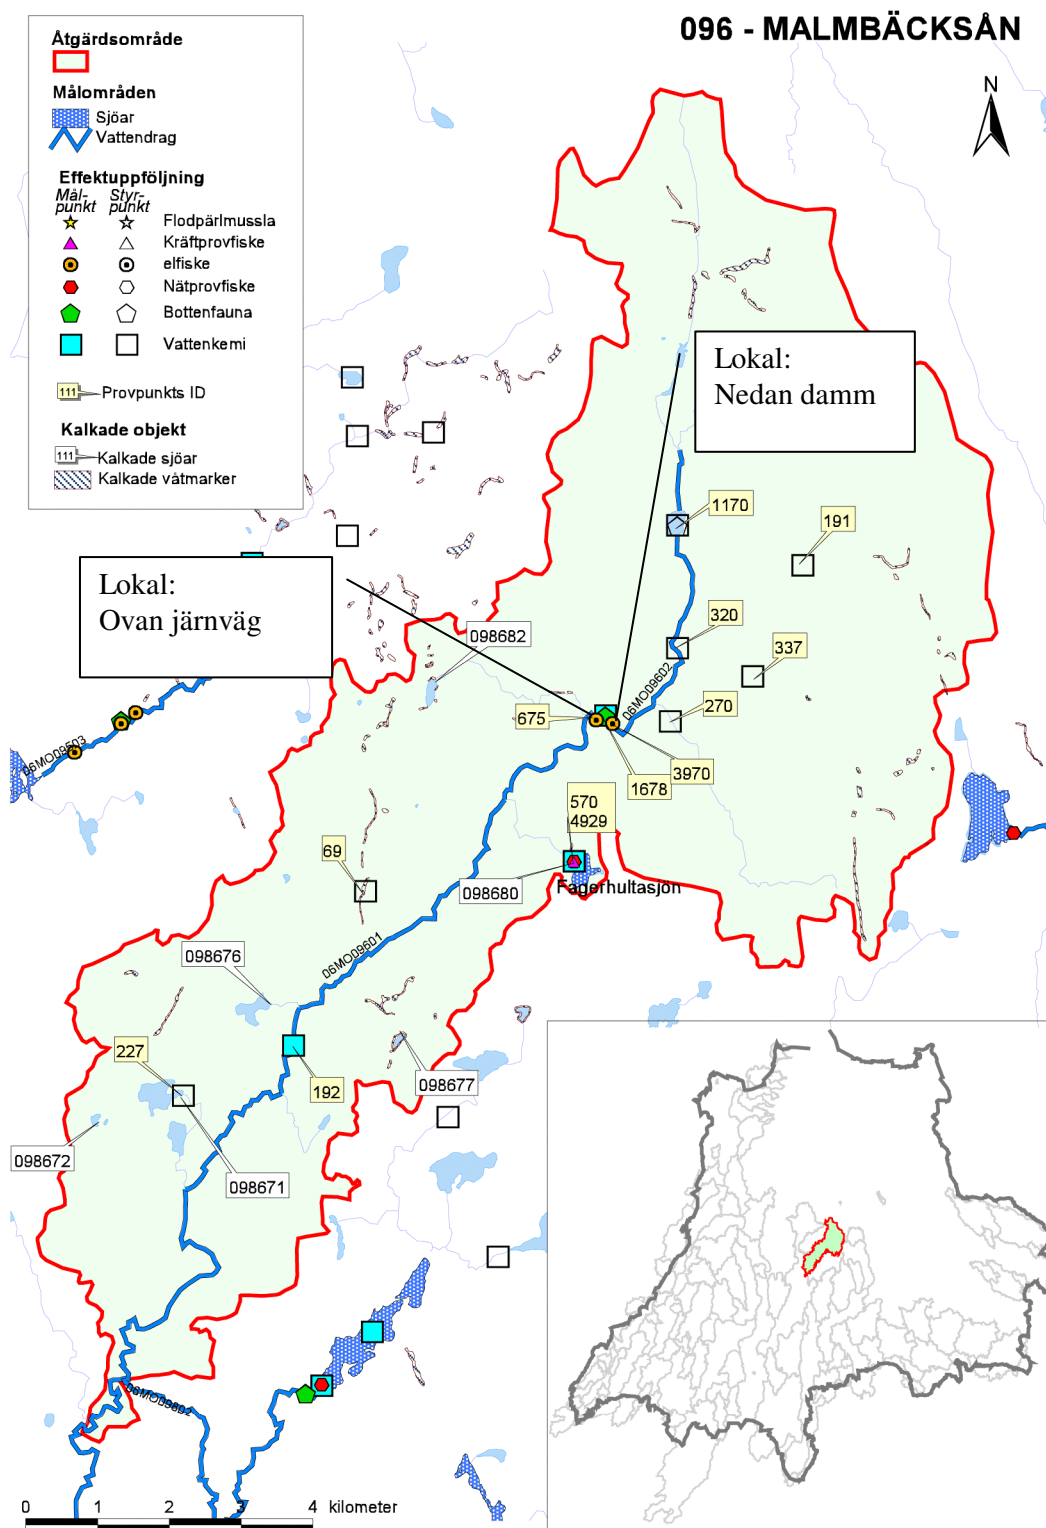 096 - MALMBÄCKSÅN
Åtgärdsområde
Målområden
Sjöar
Vattendrag
Effektuppföljning
Mål-
punkt
Styr-
punkt
Flodpärlmussla
Kräftprovfiske
elfiske
Nätprovfiske
Bottenfauna
Vattenkemi
111
Provpunkts ID
Kalkade objekt
111
Kalkade sjöar
Kalkade våtmarker
N
Lokal:
Nedan damm
1170
191
Lokal:
Ovan järnväg
098682
320
337
06MO09602
270
675
3970
1678
06MO09503
570
4929
69
098680
Fagerhultasjön
06MO09601
098676
227
192
098677
098672
098671
06MO09802
0 1 2 3 4 kilometer